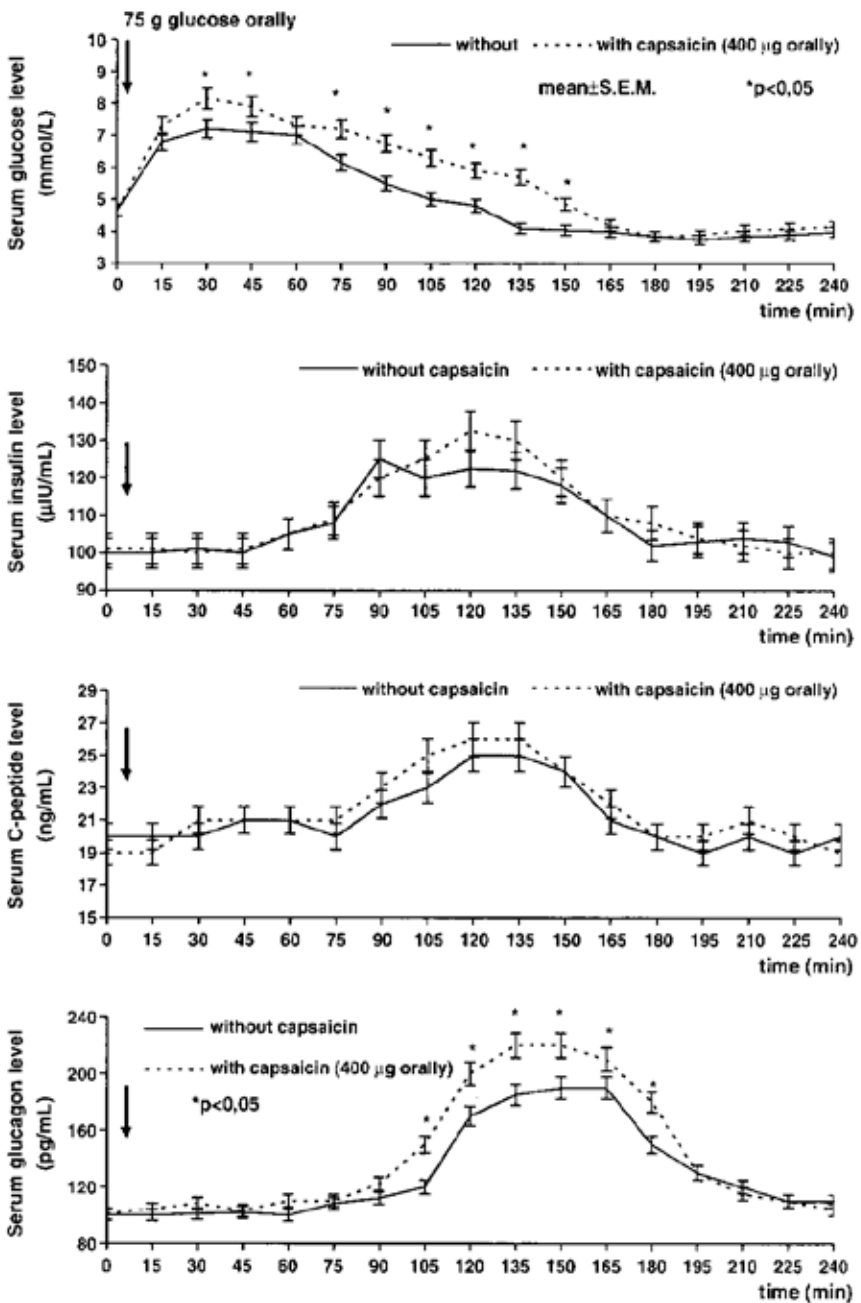 75 g glucose orally
without
with capsaicin (400 µg orally)
mean±S.E.M.
*p<0,05
Serum glucose level
(mmol/L)
10
9
8
7
6
5
4
3
* * * * * * * *
0 15 30 45 60 75 90 105 120 135 150 165 180 195 210 225 240
time (min)
without capsaicin
with capsaicin (400 µg orally)
Serum insulin level
(µIU/mL)
150
140
130
120
110
100
90
0 15 30 45 60 75 90 105 120 135 150 165 180 195 210 225 240
time (min)
without capsaicin
with capsaicin (400 µg orally)
Serum C-peptide level
(ng/mL)
29
27
25
23
21
19
17
15
0 15 30 45 60 75 90 105 120 135 150 165 180 195 210 225 240
time (min)
without capsaicin
with capsaicin (400 µg orally)
*p<0,05
Serum glucagon level
(pg/mL)
240
200
160
120
80
* * * * * *
0 15 30 45 60 75 90 105 120 135 150 165 180 195 210 225 240
time (min)